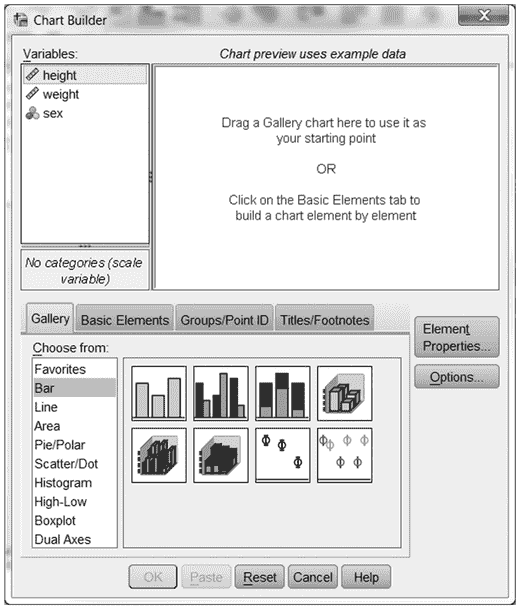 Chart Builder
Variables:
Chart preview uses example data
height
weight
sex
Drag a Gallery chart here to use it as
your starting point
OR
Click on the Basic Elements tab to
build a chart element by element
No categories (scale
variable)
Gallery
Basic Elements
Groups/Point ID
Titles/Footnotes
Element
Properties...
Options...
Choose from:
Favorites
Bar
Line
Area
Pie/Polar
Scatter/Dot
Histogram
High-Low
Boxplot
Dual Axes
OK
Paste
Reset
Cancel
Help